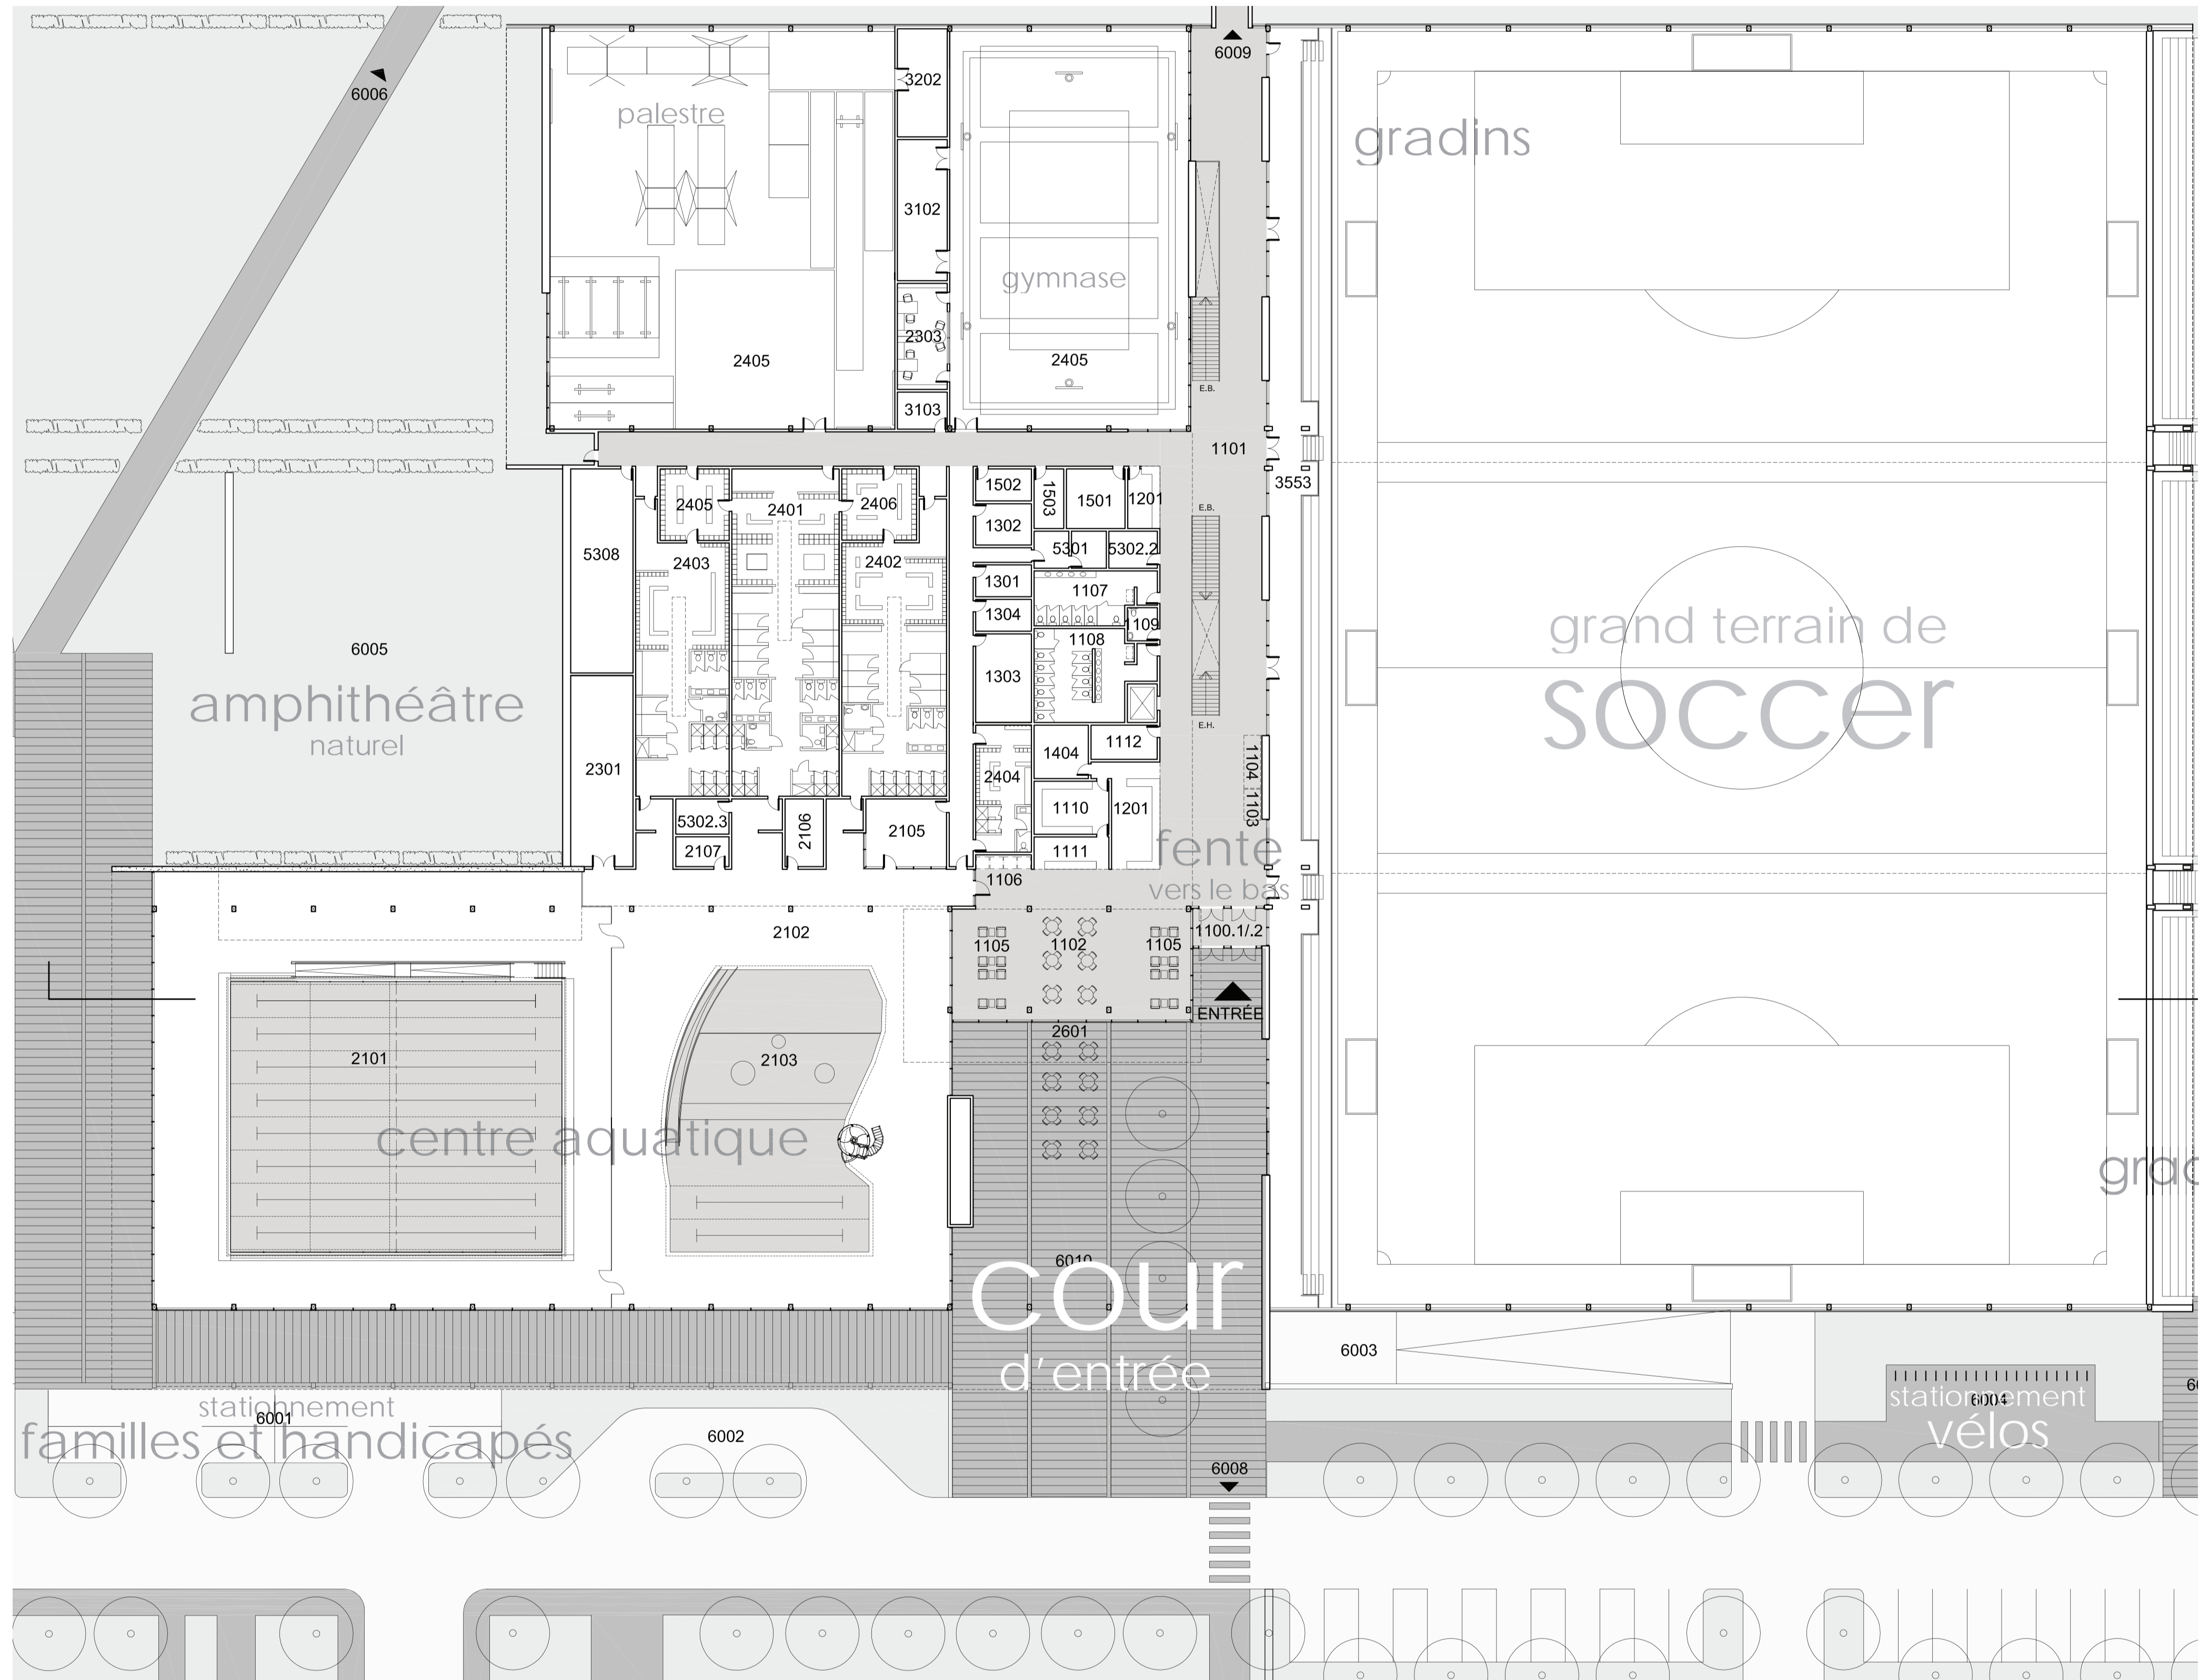 6009
6006
3202
palestre
gradins
3102
gymnase
2303
2405
2405
3103
1101
3553
1502
1503
1501
1201
2405
2401
2406
E.B.
E.B.
1302
5308
2403
2402
5301
5302.2
1301
1107
1304
1109
1108
grand terrain de
soccer
6005
1303
amphithéâtre
naturel
E.H.
1404
1112
1104
1103
2301
2404
1110
1201
5302.3
2106
2105
2107
1111
fente
vers le bas
1106
2102
1105
1102
1105
1100.1/.2
ENTRÉE
2601
2101
2103
centre aquatique
grad
6010
cour
d'entrée
6003
6004
stationnement
vélos
stationnement
6001
familles et handicapés
6002
6008